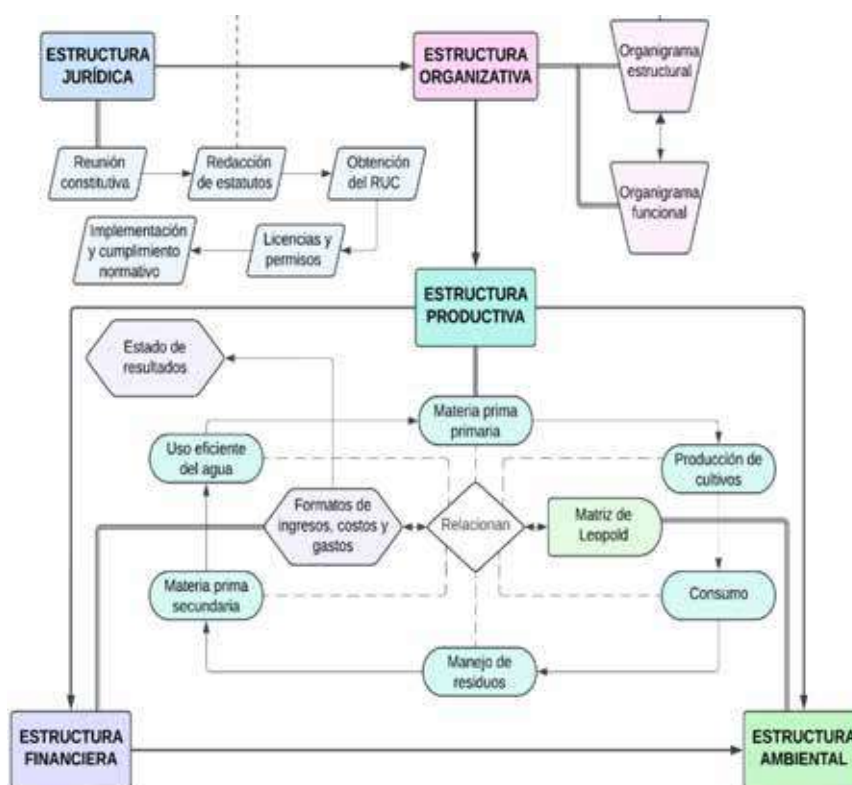 ESTRUCTURA
JURÍDICA
ESTRUCTURA
ORGANIZATIVA
Organigrama
estructural
Reunión
constitutiva
Redacción
de estatutos
Obtención
del RUC
Organigrama
funcional
Implementación
y cumplimiento
normativo
Licencias y
permisos
ESTRUCTURA
PRODUCTIVA
Estado de
resultados
Materia prima
primaria
Uso eficiente
del agua
Producción de
cultivos
Formatos de
ingresos, costos y
gastos
Relacionan
Matriz de
Leopold
Materia prima
secundaria
Consumo
Manejo de
residuos
ESTRUCTURA
FINANCIERA
ESTRUCTURA
AMBIENTAL